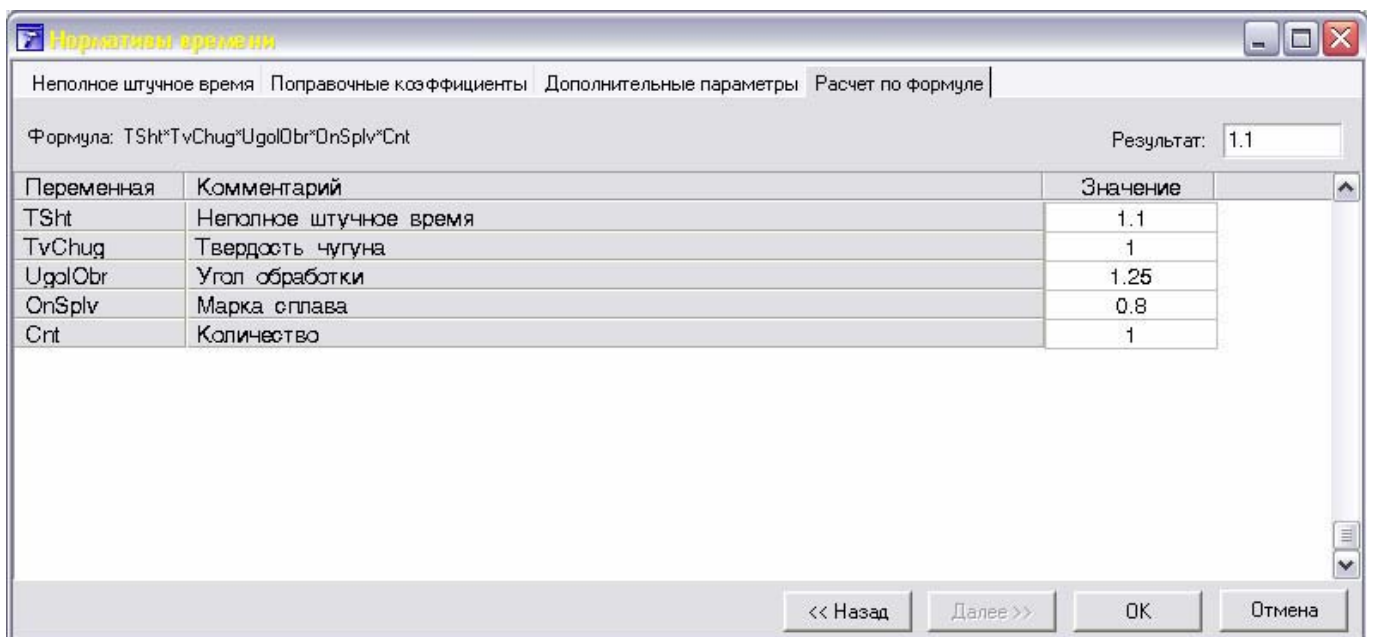 Нормативы времени
Неполное штучное время Поправочные коэффициенты Дополнительные параметры Расчет по формуле
Формула: TSht*TvChug*UgolObr*OnSplv*Cnt Результат: 1.1
Переменная Комментарий Значение
TSht Неполное штучное время 1.1
TvChug Твердость чугуна 1
UgolObr Угол обработки 1.25
OnSplv Марка сплава 0.8
Cnt Количество 1
<< Назад Далее >> OK Отмена